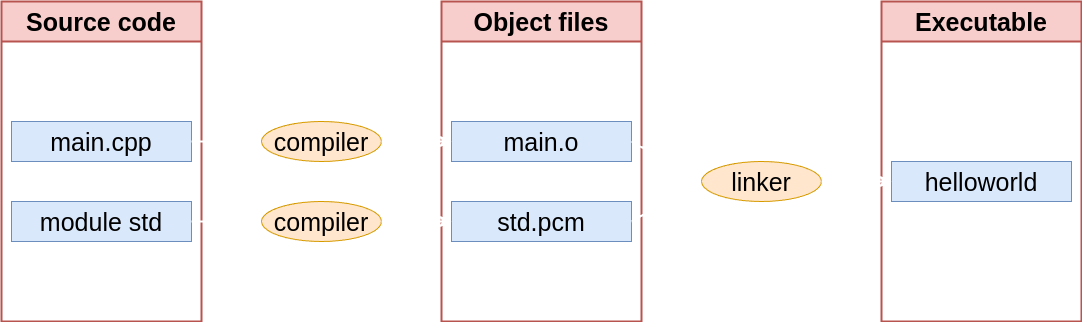 Source code
Object files
Executable
main.cpp
compiler
main.o
linker
helloworld
module std
compiler
std.pcm